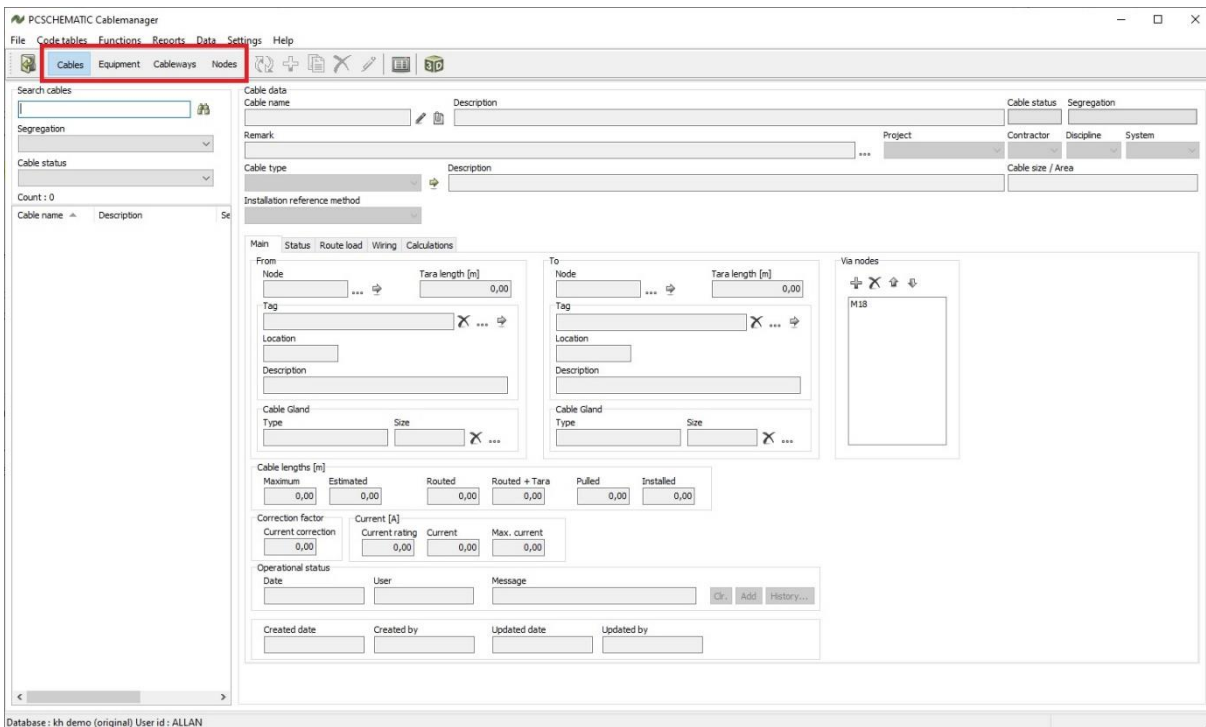 PCSCHEMATIC Cablemanager
File Code tables Functions Reports Data Settings Help
Cables Equipment Cableways Nodes
Search cables
Segregation
Cable status
Count : 0
Cable name Description Se
Cable data
Cable name Description Cable status Segregation
Remark Project Contractor Discipline System
...
Cable type Description Cable size / Area
Installation reference method
Main Status Route load Wiring Calculations
From
Node Tara length [m]
... 0,00
Tag
...
Location
Description
Cable Gland
Type Size
...
To
Node Tara length [m]
... 0,00
Tag
...
Location
Description
Cable Gland
Type Size
...
Via nodes
M18
Cable lengths [m]
Maximum Estimated Routed Routed + Tara Pulled Installed
0,00 0,00 0,00 0,00 0,00 0,00
Correction factor
Current correction
0,00
Current [A]
Current rating Current Max. current
0,00 0,00 0,00
Operational status
Date User Message
Clr. Add History...
Created date Created by Updated date Updated by
Database : kh demo (original) User id : ALLAN